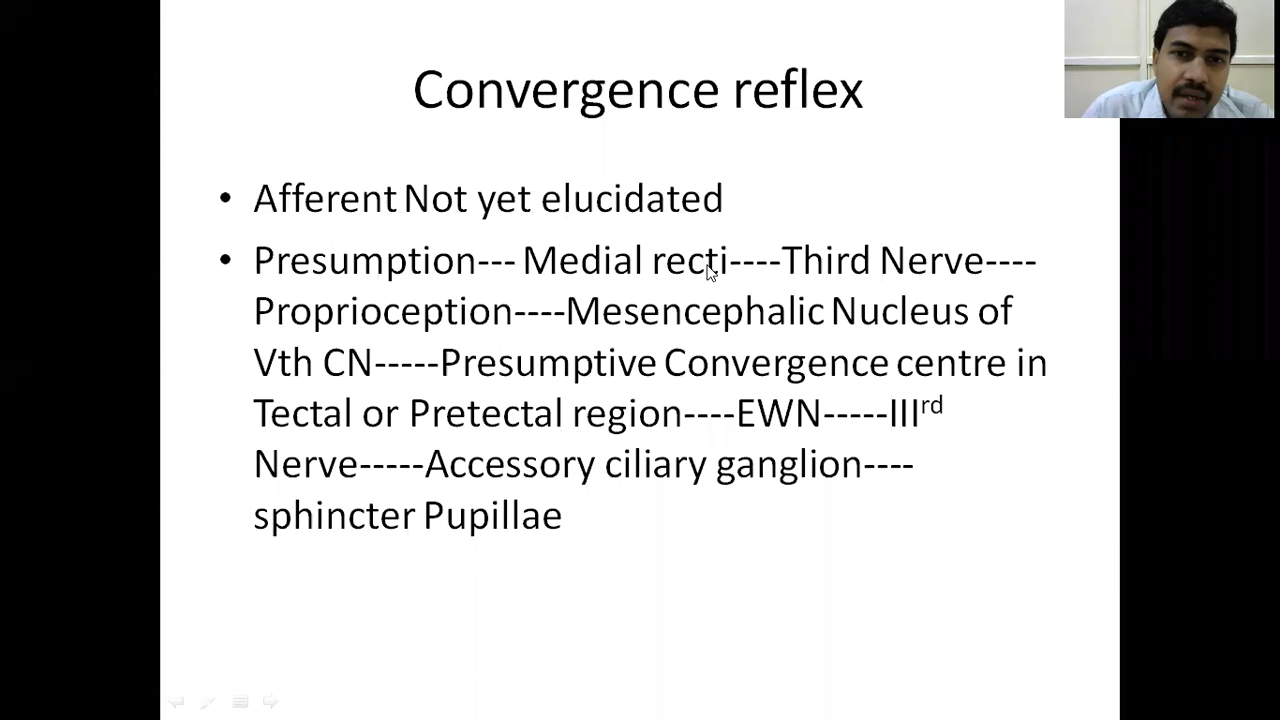 Convergence reflex
• Afferent Not yet elucidated
• Presumption--- Medial recti----Third Nerve----
Proprioception----Mesencephalic Nucleus of
Vth CN-----Presumptive Convergence centre in
Tectal or Pretectal region----EWN-----IIIrd
Nerve-----Accessory ciliary ganglion----
sphincter Pupillae